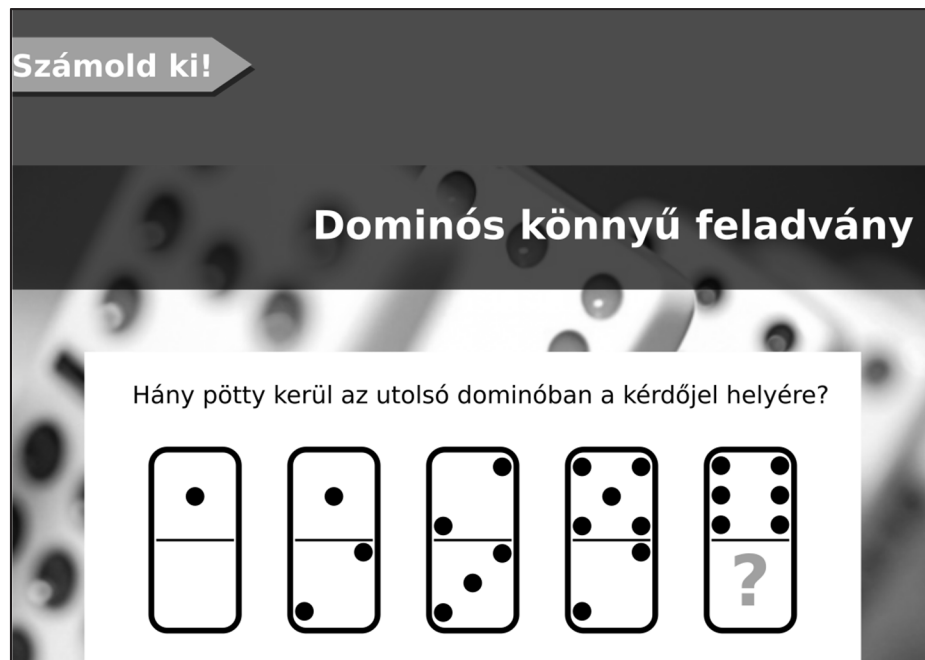 Számold ki!
Dominós könnyű feladvány
Hány pötty kerül az utolsó dominóban a kérdőjel helyére?
?